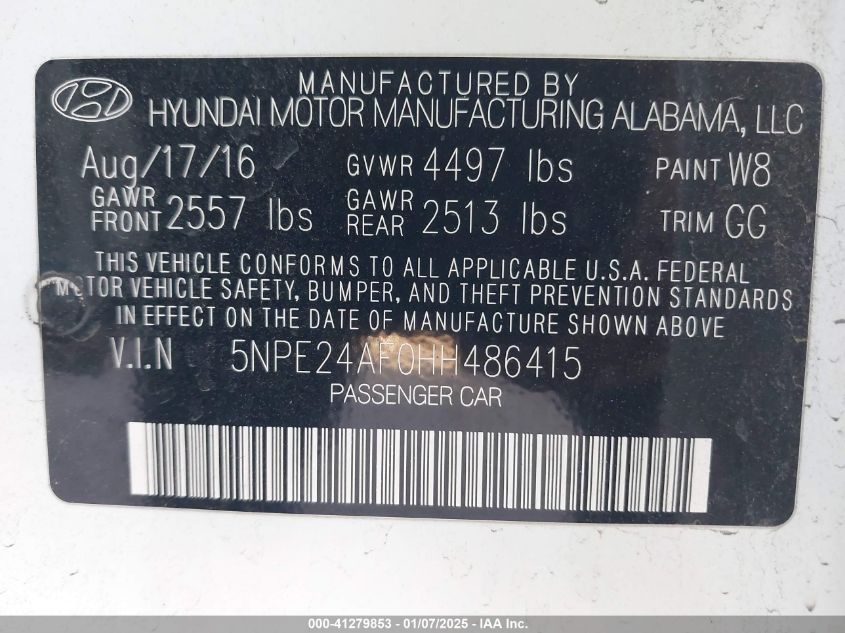 MANUFACTURED BY
HYUNDAI MOTOR MANUFACTURING ALABAMA, LLC
Aug/17/16 GVWR 4497 lbs PAINT W8
GAWR FRONT 2557 lbs GAWR REAR 2513 lbs TRIM GG
THIS VEHICLE CONFORMS TO ALL APPLICABLE U.S.A. FEDERAL
MOTOR VEHICLE SAFETY, BUMPER, AND THEFT PREVENTION STANDARDS
IN EFFECT ON THE DATE OF MANUFACTURE SHOWN ABOVE
V.I.N 5NPE24AF0HH486415
PASSENGER CAR
000-41279853 - 01/07/2025 - IAA Inc.